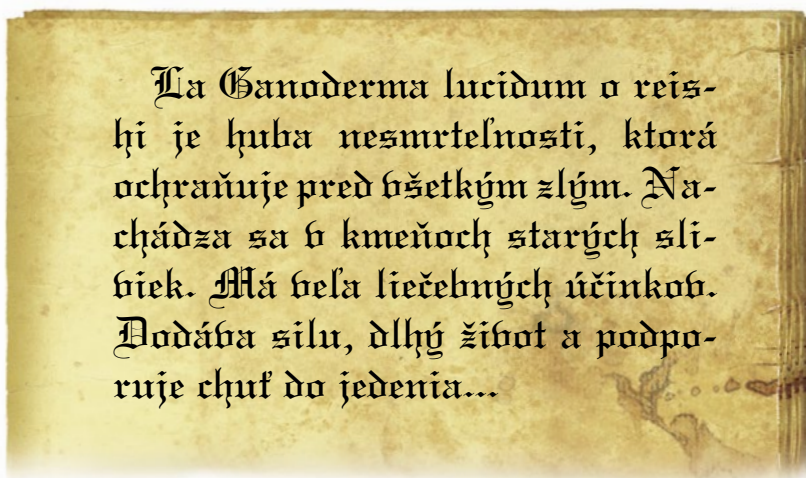 La Ganoderma lucidum o reis-
hi je huba nesmrteľnosti, ktorá
ochraňuje pred všetkým zlým. Na-
chádza sa v kmeňoch starých sli-
viek. Má veľa liečebných účinkov.
Dodáva silu, dlhý život a podpo-
ruje chuť do jedenia...